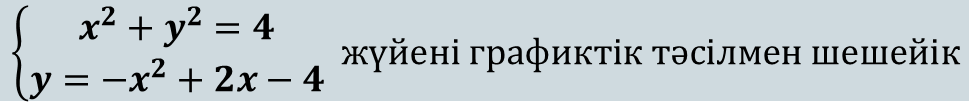 x² + y² = 4
y = −x² + 2x − 4
жүйені графиктік тәсілмен шешейік